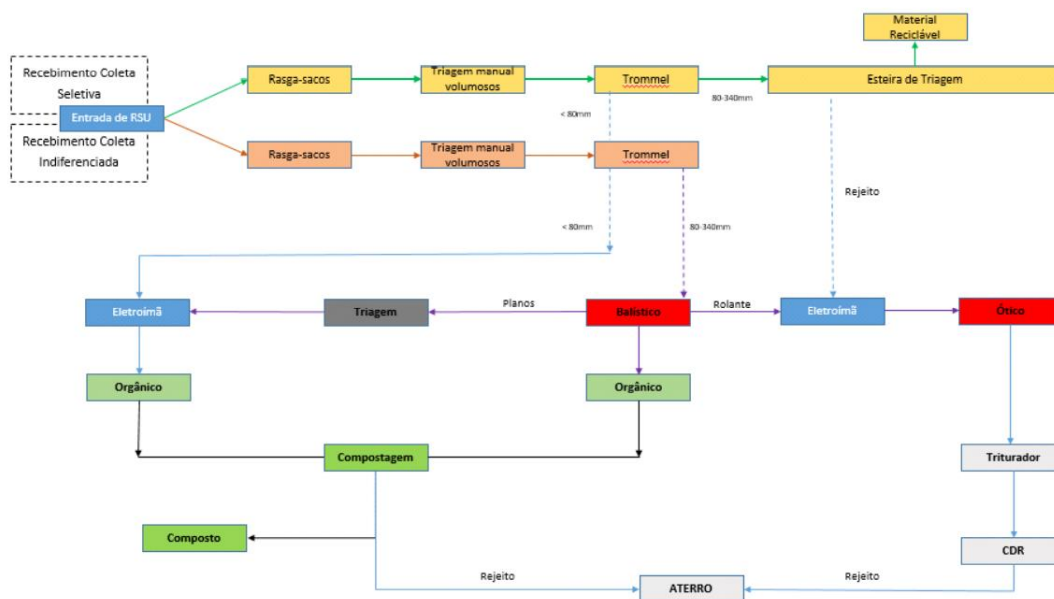 Material
Reciclável
Recebimento Coleta
Seletiva
Entrada de RSU
Recebimento Coleta
Indiferenciada
Rasga-sacos
Triagem manual
volumosos
Trommel
80-340mm
Esteira de Triagem
< 80mm
Rasga-sacos
Triagem manual
volumosos
Trommel
Rejeito
< 80mm
80-340mm
Eletroímã
Triagem
Planos
Balístico
Rolante
Eletroímã
Ótico
Orgânico
Orgânico
Compostagem
Triturador
Composto
CDR
Rejeito
ATERRO
Rejeito